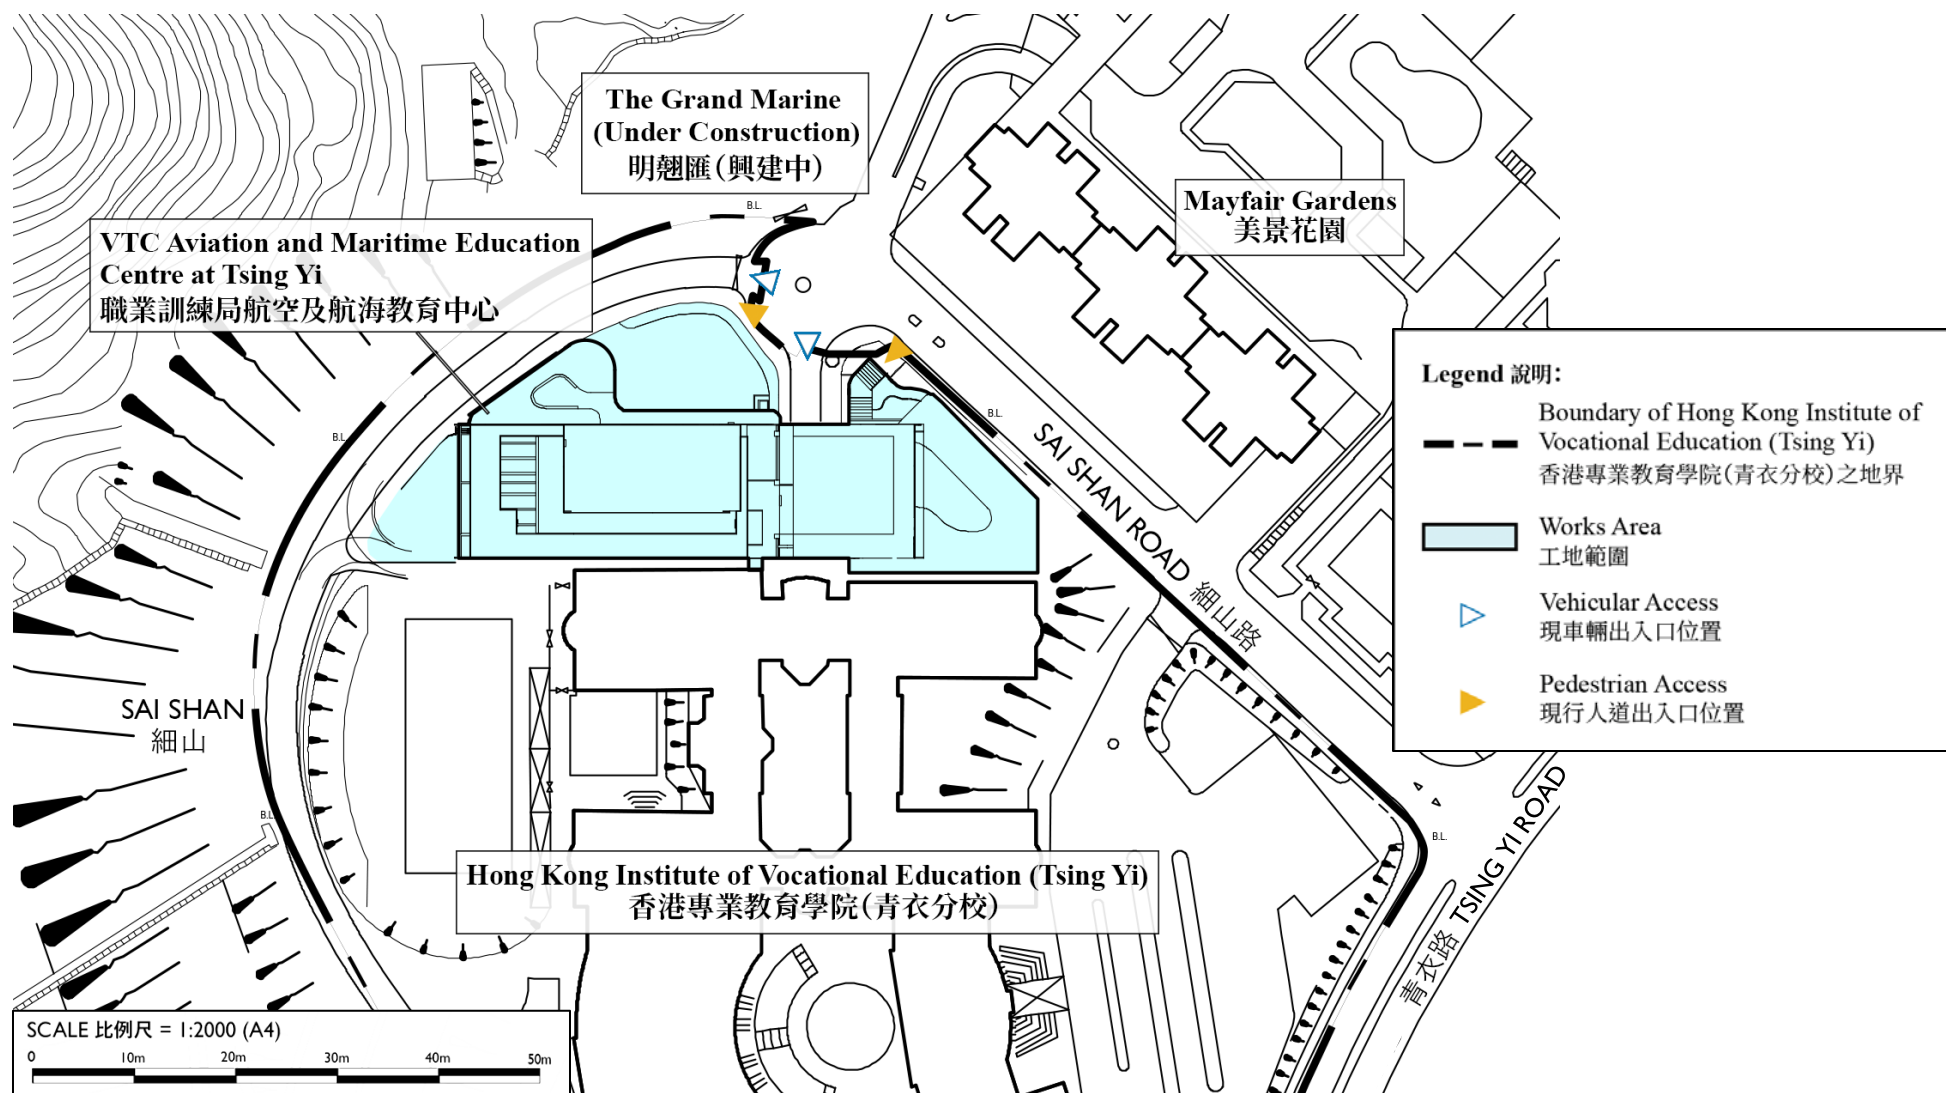 The Grand Marine
(Under Construction)
明翹匯(興建中)
Mayfair Gardens
美景花園
B.L.
VTC Aviation and Maritime Education
Centre at Tsing Yi
職業訓練局航空及航海教育中心
Legend 說明:
Boundary of Hong Kong Institute of
Vocational Education (Tsing Yi)
香港專業教育學院(青衣分校)之地界
Works Area
工地範圍
Vehicular Access
現車輛出入口位置
Pedestrian Access
現行人道出入口位置
B.L.
B.L.
SAI SHAN ROAD 細山路
SAI SHAN
細山
B.L.
B.L.
TSING YI ROAD
青衣路
Hong Kong Institute of Vocational Education (Tsing Yi)
香港專業教育學院(青衣分校)
SCALE 比例尺 = 1:2000 (A4)
0 10m 20m 30m 40m 50m